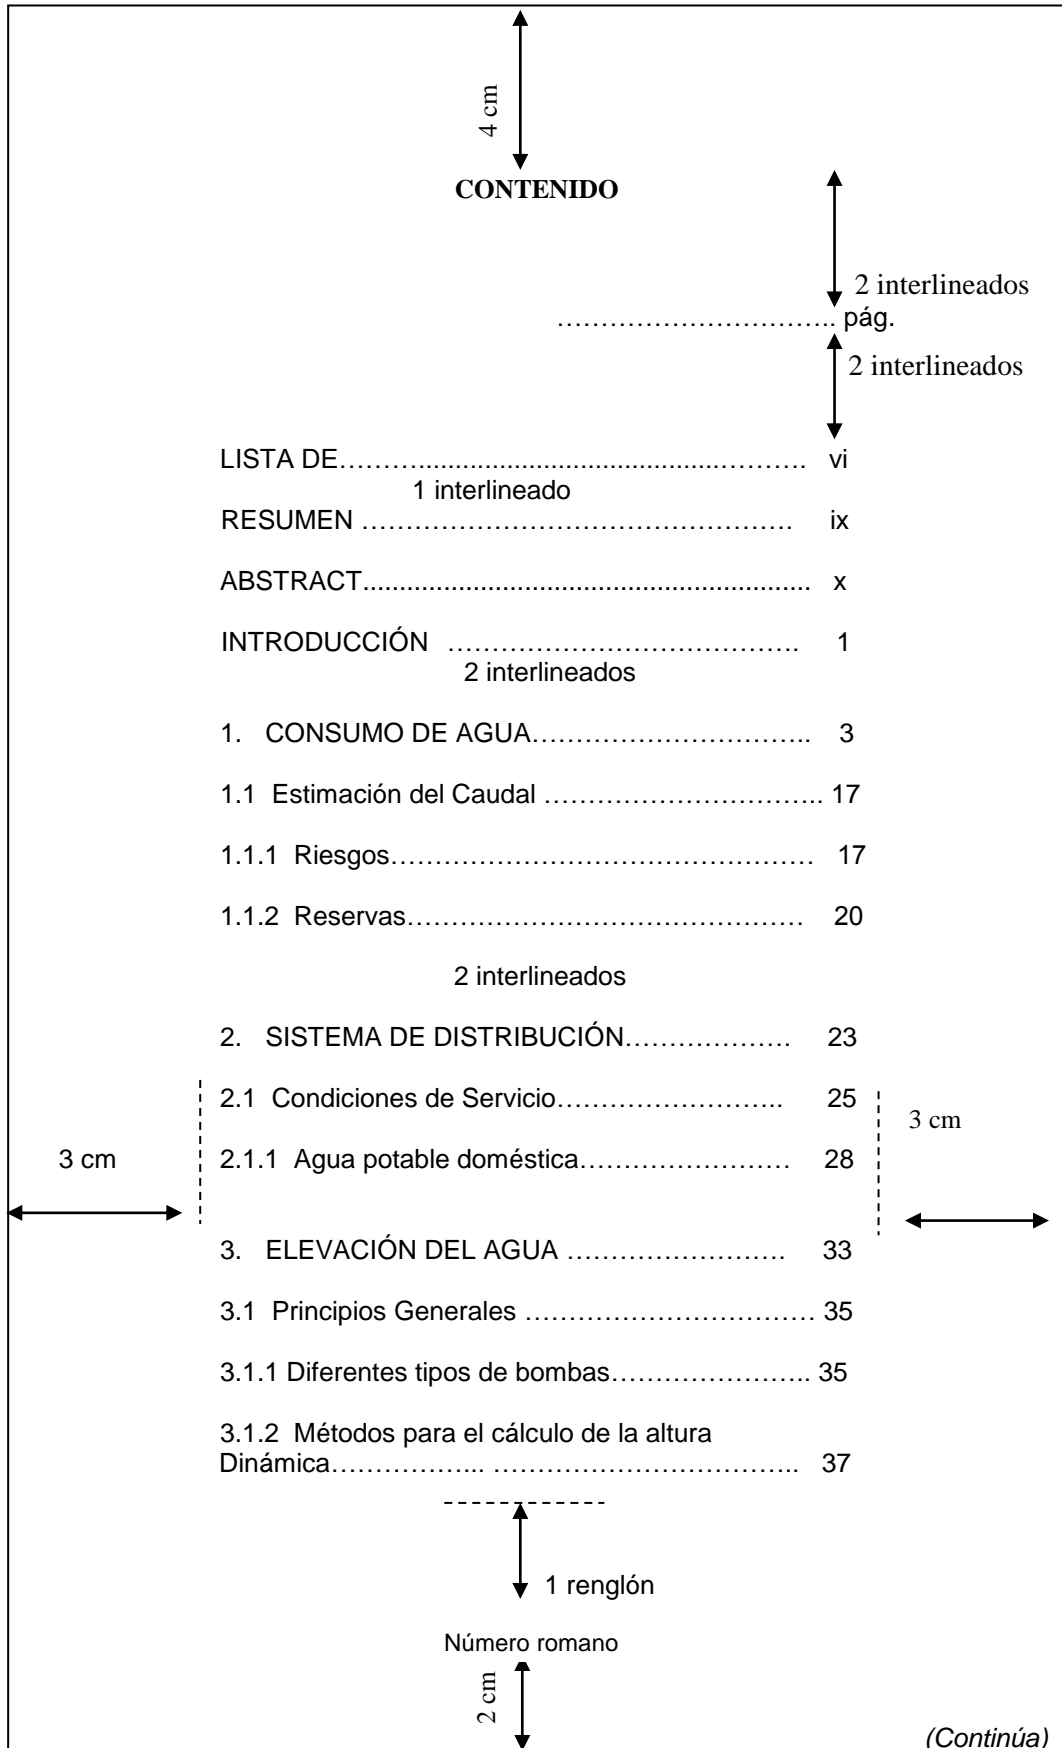 4 cm
CONTENIDO
2 interlineados
………………………….. pág.
2 interlineados
LISTA DE………..........................................………. vi
1 interlineado
RESUMEN …………………………………………. ix
ABSTRACT............................................................ x
INTRODUCCIÓN …………………………………. 1
2 interlineados
1. CONSUMO DE AGUA………………………….. 3
1.1 Estimación del Caudal …………………………... 17
1.1.1 Riesgos………………………………………… 17
1.1.2 Reservas……………………………………… 20
2 interlineados
2. SISTEMA DE DISTRIBUCIÓN………………. 23
2.1 Condiciones de Servicio…………………….. 25
3 cm
3 cm
2.1.1 Agua potable doméstica…………………… 28
3. ELEVACIÓN DEL AGUA ……………………. 33
3.1 Principios Generales …………………………… 35
3.1.1 Diferentes tipos de bombas………………….. 35
3.1.2 Métodos para el cálculo de la altura
Dinámica……………... …………………………….. 37
1 renglón
Número romano
2 cm
(Continúa)